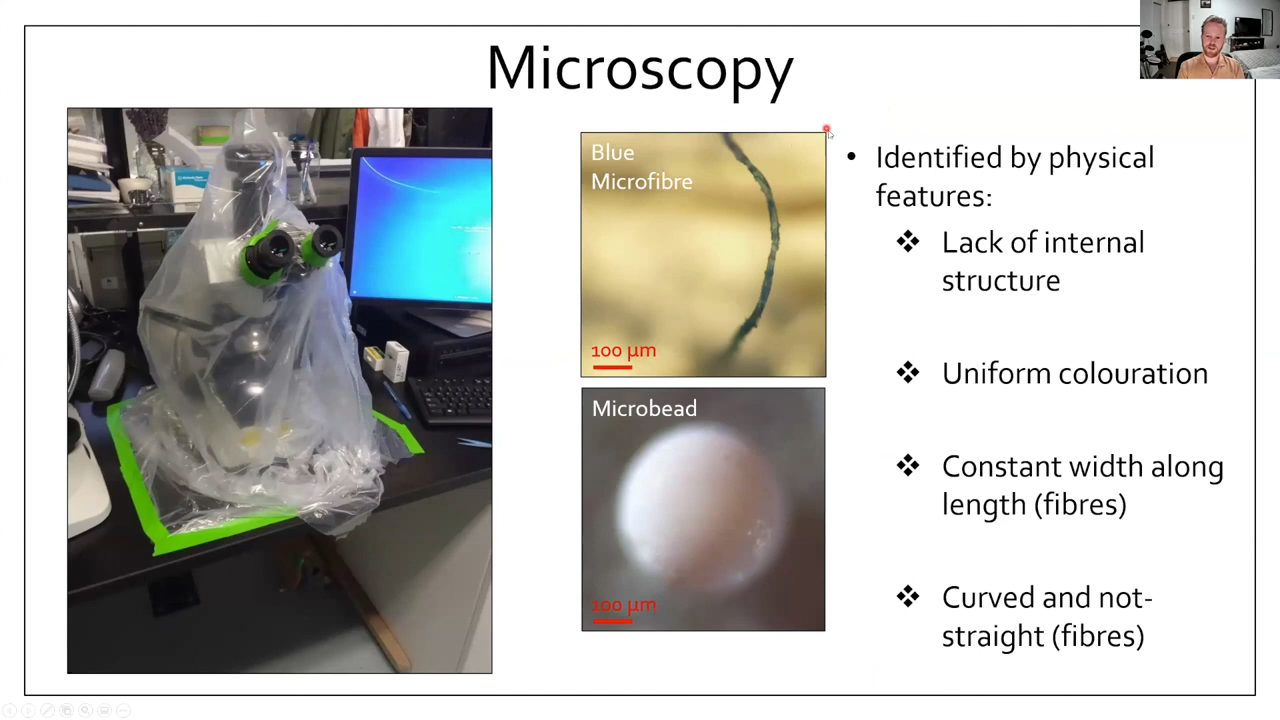 Microscopy
Blue
Microfibre
100 µm
Microbead
100 µm
• Identified by physical
features:
❖ Lack of internal
structure
❖ Uniform colouration
❖ Constant width along
length (fibres)
❖ Curved and not-
straight (fibres)